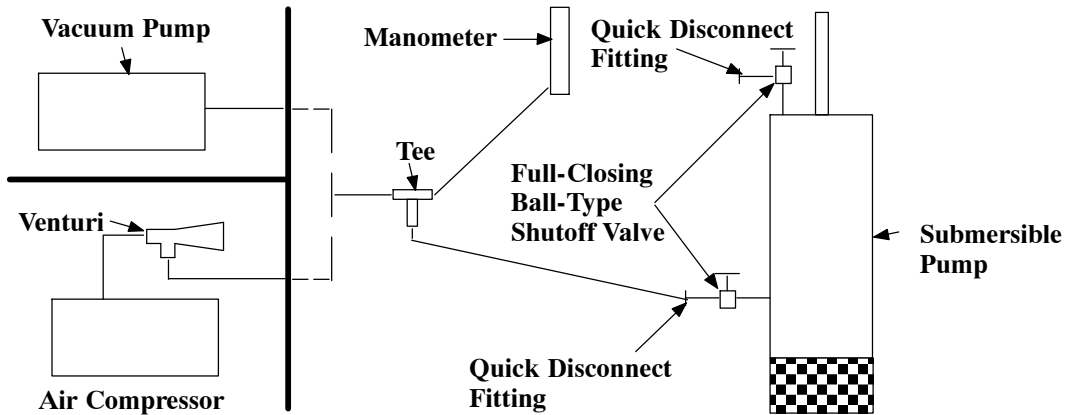 Vacuum Pump
Manometer
Quick Disconnect
Fitting
Tee
Full-Closing
Ball-Type
Shutoff Valve
Venturi
Submersible
Pump
Quick Disconnect
Fitting
Air Compressor